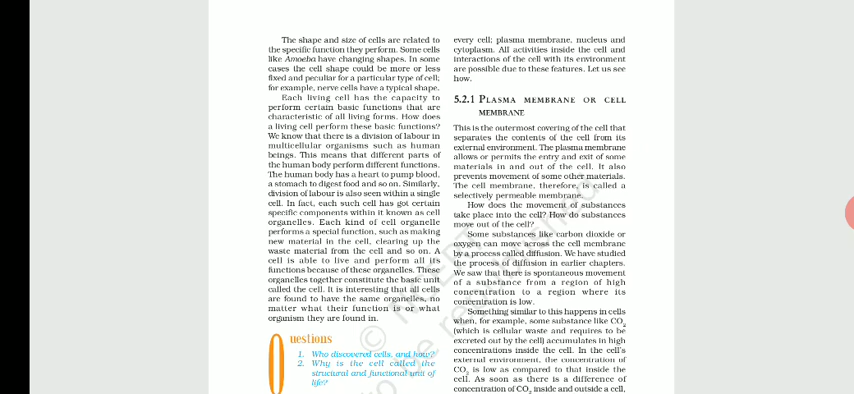 The shape and size of cells are related to
the specific function they perform. Some cells
like Amoeba have changing shapes. In some
cases the cell shape could be more or less
fixed and peculiar for a particular type of cell;
for example, nerve cells have a typical shape.
Each living cell has the capacity to
perform certain basic functions that are
characteristic of all living forms. How does
a living cell perform these basic functions?
We know that there is a division of labour in
multicellular organisms such as human
beings. This means that different parts of
the human body perform different functions.
The human body has a heart to pump blood,
a stomach to digest food and so on. Similarly,
division of labour is also seen within a single
cell. In fact, each such cell has got certain
specific components within it known as cell
organelles. Each kind of cell organelle
performs a special function, such as making
new material in the cell, clearing up the
waste material from the cell and so on. A
cell is able to live and perform all its
functions because of these organelles. These
organelles together constitute the basic unit
called the cell. It is interesting that all cells
are found to have the same organelles, no
matter what their function is or what
organism they are found in.
Questions
1. Who discovered cells, and how?
2. Why is the cell called the
structural and functional unit of
life?
every cell; plasma membrane, nucleus and
cytoplasm. All activities inside the cell and
interactions of the cell with its environment
are possible due to these features. Let us see
how.
5.2.1 PLASMA MEMBRANE OR CELL
MEMBRANE
This is the outermost covering of the cell that
separates the contents of the cell from its
external environment. The plasma membrane
allows or permits the entry and exit of some
materials in and out of the cell. It also
prevents movement of some other materials.
The cell membrane, therefore, is called a
selectively permeable membrane.
How does the movement of substances
take place into the cell? How do substances
move out of the cell?
Some substances like carbon dioxide or
oxygen can move across the cell membrane
by a process called diffusion. We have studied
the process of diffusion in earlier chapters.
We saw that there is spontaneous movement
of a substance from a region of high
concentration to a region where its
concentration is low.
Something similar to this happens in cells
when, for example, some substance like CO₂
(which is cellular waste and requires to be
excreted out by the cell) accumulates in high
concentrations inside the cell. In the cell's
external environment, the concentration of
CO₂ is low as compared to that inside the
cell. As soon as there is a difference of
concentration of CO₂ inside and outside a cell,